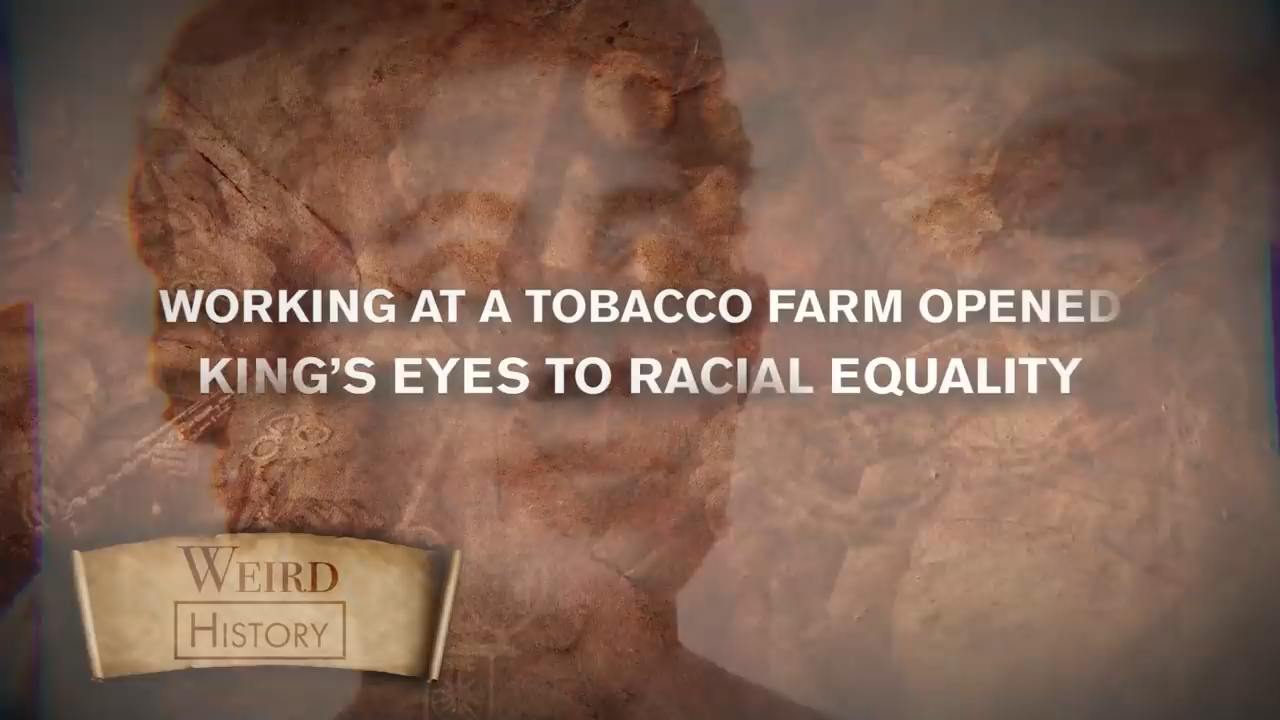 WORKING AT A TOBACCO FARM OPENED
KING’S EYES TO RACIAL EQUALITY
WEIRD
HISTORY